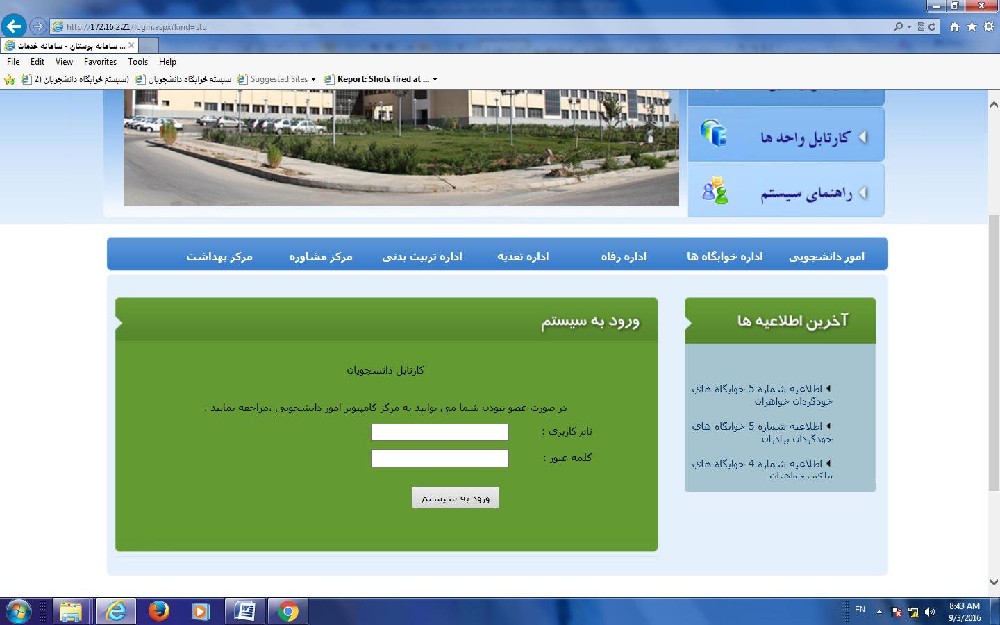 http://172.16.2.21/login.aspx?kind=stu
سامانه بوستان - سامانه خدمات ...
File Edit View Favorites Tools Help
سیستم خوابگاه دانشجویان (2) سیستم خوابگاه دانشجویان Suggested Sites Report: Shots fired at ...
کارتابل واحد ها
راهنمای سیستم
امور دانشجویی اداره خوابگاه ها اداره رفاه اداره تغذیه اداره تربیت بدنی مرکز مشاوره مرکز بهداشت
آخرین اطلاعیه ها
اطلاعیه شماره 5 خوابگاه هاي
خودگردان خواهران
اطلاعیه شماره 5 خوابگاه هاي
خودگردان برادران
اطلاعیه شماره 4 خوابگاه هاي
ملکی خواهران
ورود به سیستم
کارتابل دانشجویان
در صورت عضو نبودن شما می توانید به مرکز کامپیوتر امور دانشجویی ،مراجعه نمایید .
نام کاربری :
کلمه عبور :
ورود به سیستم
EN
8:43 AM
9/3/2016